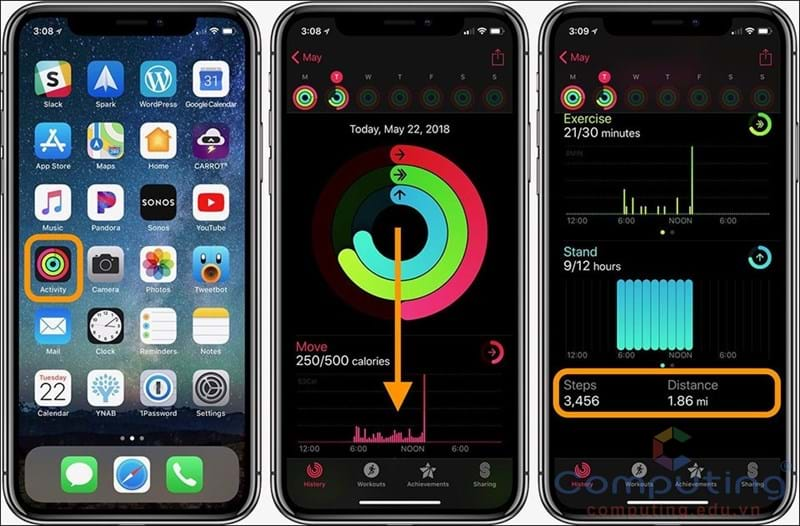 3:08
Slack
Spark
WordPress
31
Google Calendar
App Store
Maps
Home
CARROT⁵
Music
Pandora
SONOS
Sonos
YouTube
Activity
Camera
Photos
Tweetbot
Mail
Clock
Reminders
Notes
Tuesday
22
Calendar
YNAB
1Password
Settings
3:08
May
M T W T F S S
Today, May 22, 2018
Move
250/500 calories
53CAL
12:00 6:00 NOON 6:00
History
Workouts
Achievements
Sharing
3:09
May
M T W T F S S
Exercise
21/30 minutes
12:00 6:00 NOON 6:00
Stand
9/12 hours
12:00 6:00 NOON 6:00
Steps
3,456
Distance
1.86 mi
History
Workouts
Achievements
Sharing
Computing
computing.edu.vn